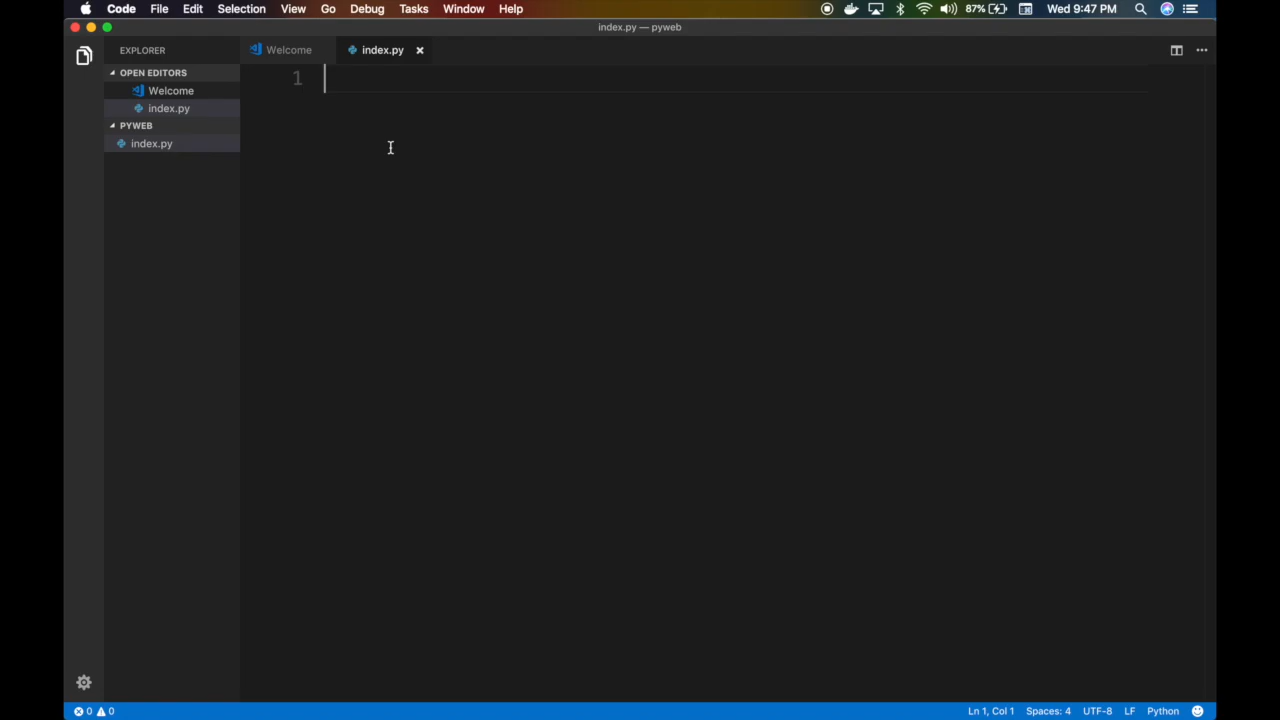 Code File Edit Selection View Go Debug Tasks Window Help 87% Wed 9:47 PM
index.py — pyweb
EXPLORER
Welcome index.py
OPEN EDITORS
Welcome
index.py
PYWEB
index.py
1
0 0 Ln 1, Col 1 Spaces: 4 UTF-8 LF Python